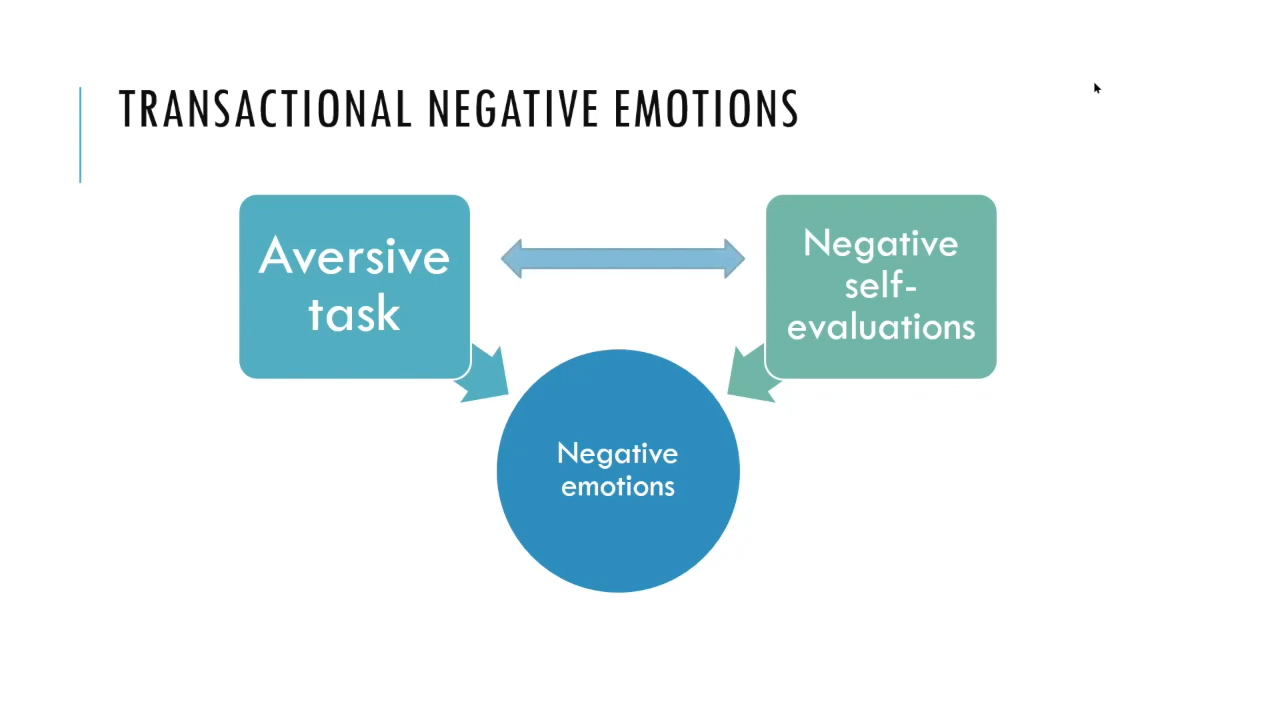 TRANSACTIONAL NEGATIVE EMOTIONS
Aversive
task
Negative
self-
evaluations
Negative
emotions